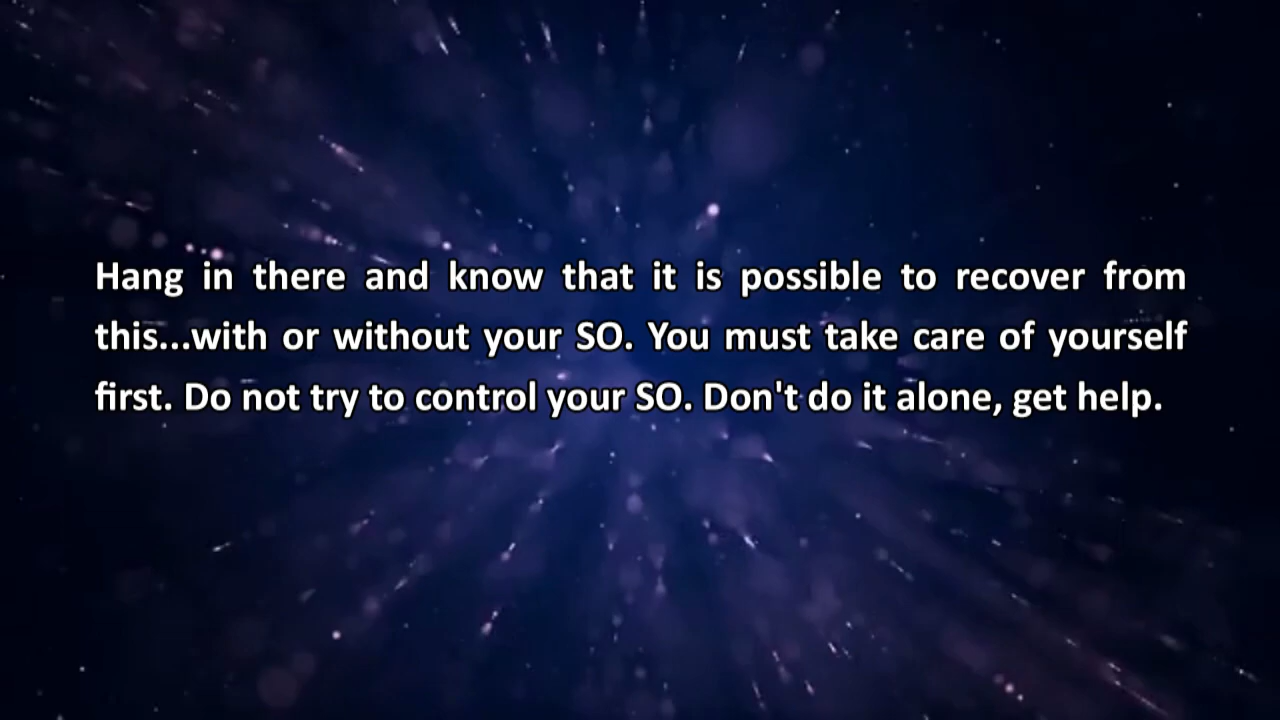 Hang in there and know that it is possible to recover from
this...with or without your SO. You must take care of yourself
first. Do not try to control your SO. Don't do it alone, get help.